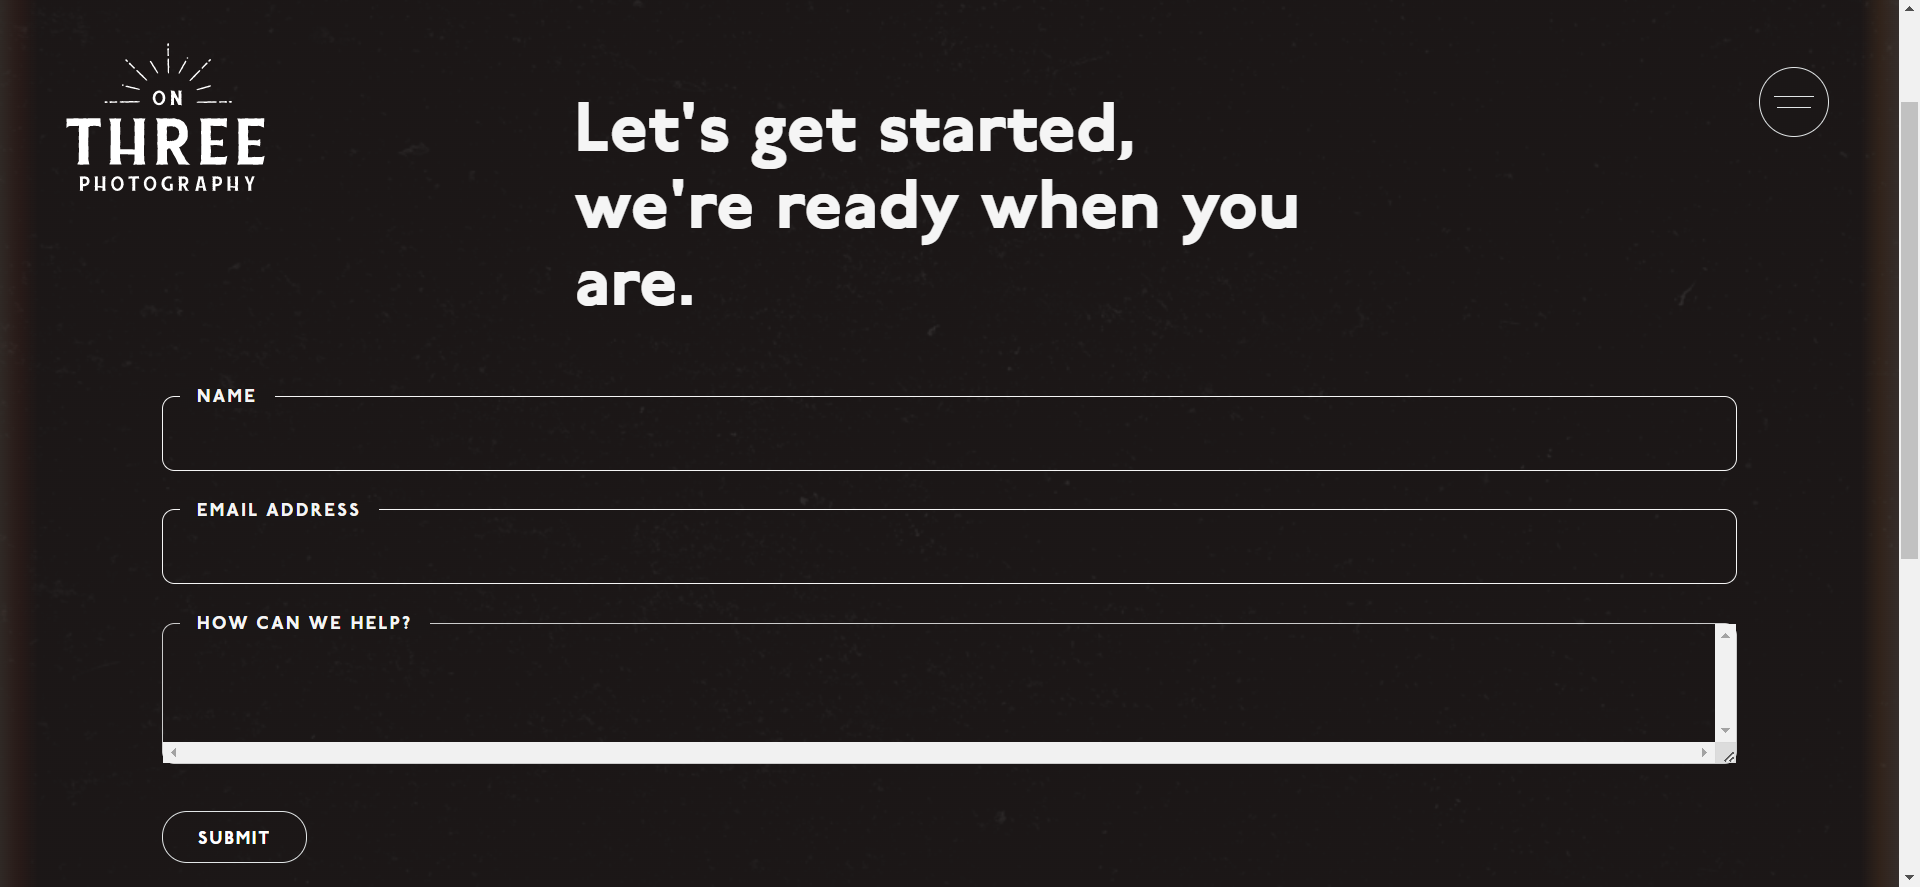 ON
THREE
PHOTOGRAPHY
Let's get started,
we're ready when you
are.
NAME
EMAIL ADDRESS
HOW CAN WE HELP?
SUBMIT